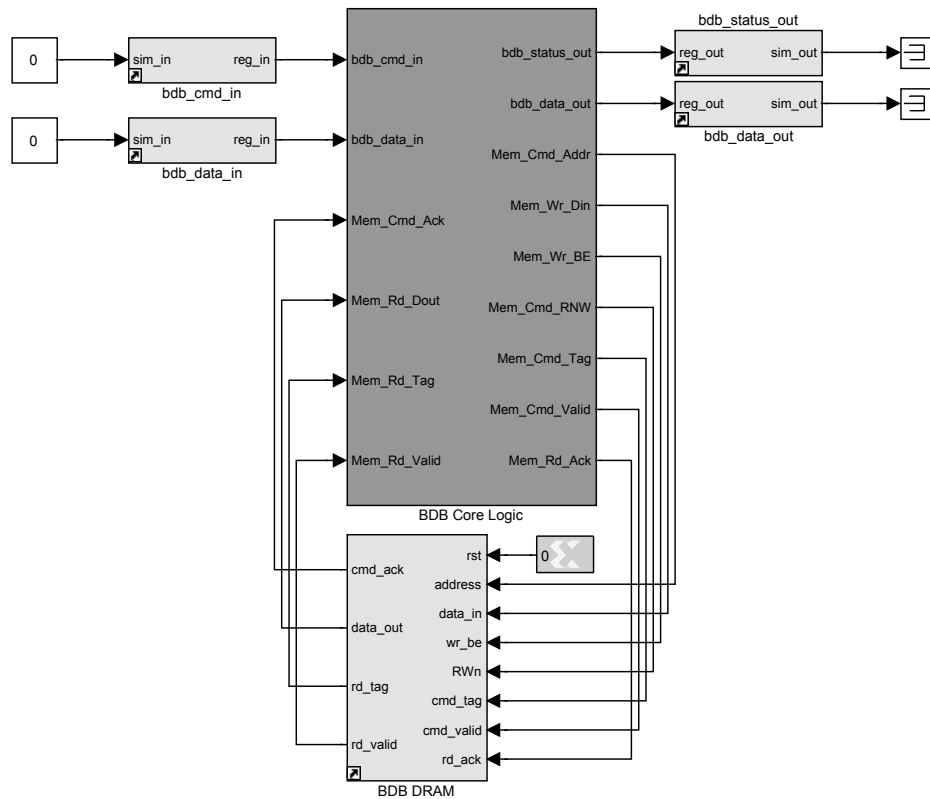 bdb_status_out
0
sim_in reg_in
bdb_cmd_in
bdb_cmd_in
bdb_status_out
reg_out sim_out
0
sim_in reg_in
bdb_data_in
bdb_data_in
bdb_data_out
reg_out sim_out
bdb_data_out
Mem_Cmd_Addr
Mem_Cmd_Ack
Mem_Wr_Din
Mem_Wr_BE
Mem_Rd_Dout
Mem_Cmd_RNW
Mem_Rd_Tag
Mem_Cmd_Tag
Mem_Cmd_Valid
Mem_Rd_Valid
Mem_Rd_Ack
BDB Core Logic
rst
0
cmd_ack
address
data_in
data_out
wr_be
RWn
rd_tag
cmd_tag
cmd_valid
rd_valid
rd_ack
BDB DRAM